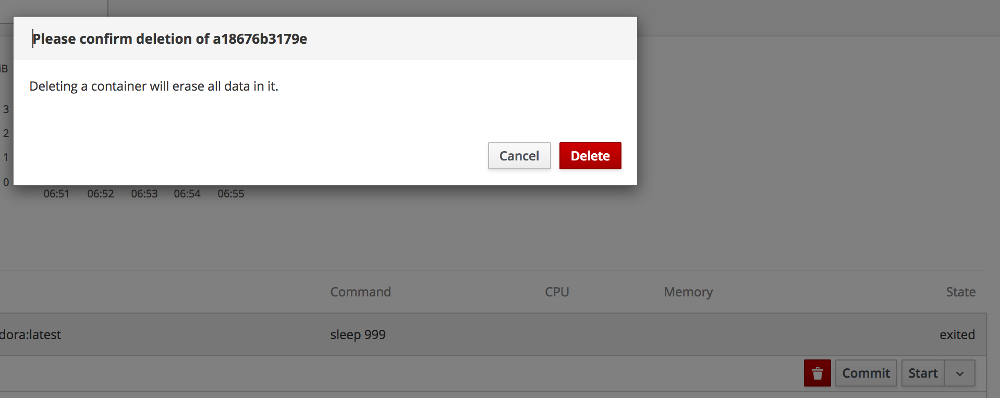 Please confirm deletion of a18676b3179e
Deleting a container will erase all data in it.
Cancel Delete
iB
3
2
1
0
06:51 06:52 06:53 06:54 06:55
Command CPU Memory State
dora:latest sleep 999 exited
Commit Start